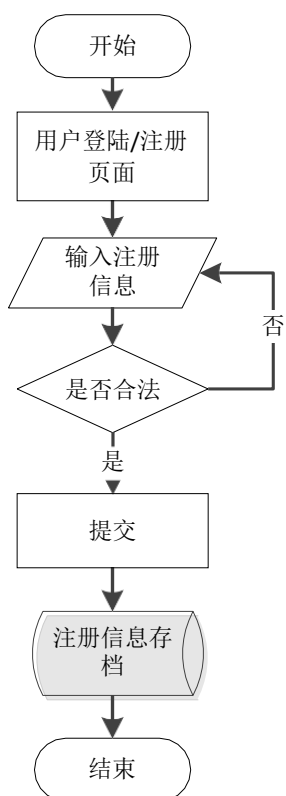 开始
用户登陆/注册
页面
输入注册
信息
否
是否合法
是
提交
注册信息存
档
结束